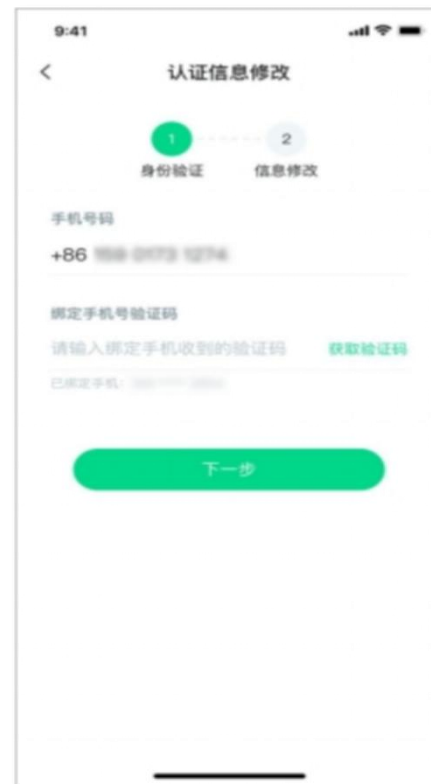 9:41
认证信息修改
1 2
身份验证 信息修改
手机号码
+86
绑定手机号验证码
请输入绑定手机收到的验证码 获取验证码
已绑定手机:
下一步